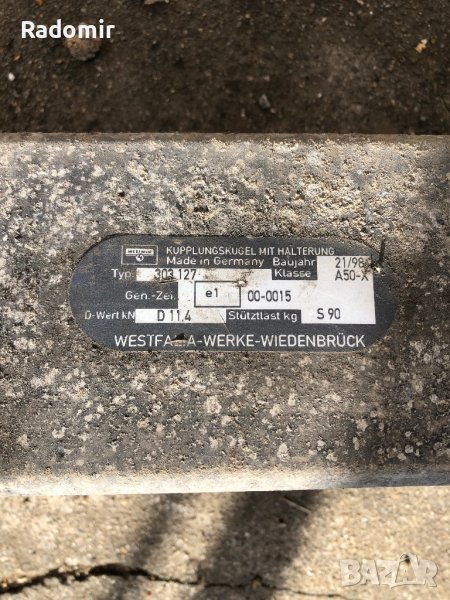 Radomir
KUPPLUNGSKUGEL MIT HALTERUNG
Made in Germany Baujahr 21/98
Typ 303 127 Klasse A50-X
Gen.-Zei. e1 00-0015
D-Wert kN D 11,4 Stützlast kg S 90
WESTFA A-WERKE-WIEDENBRÜCK
BAZAR